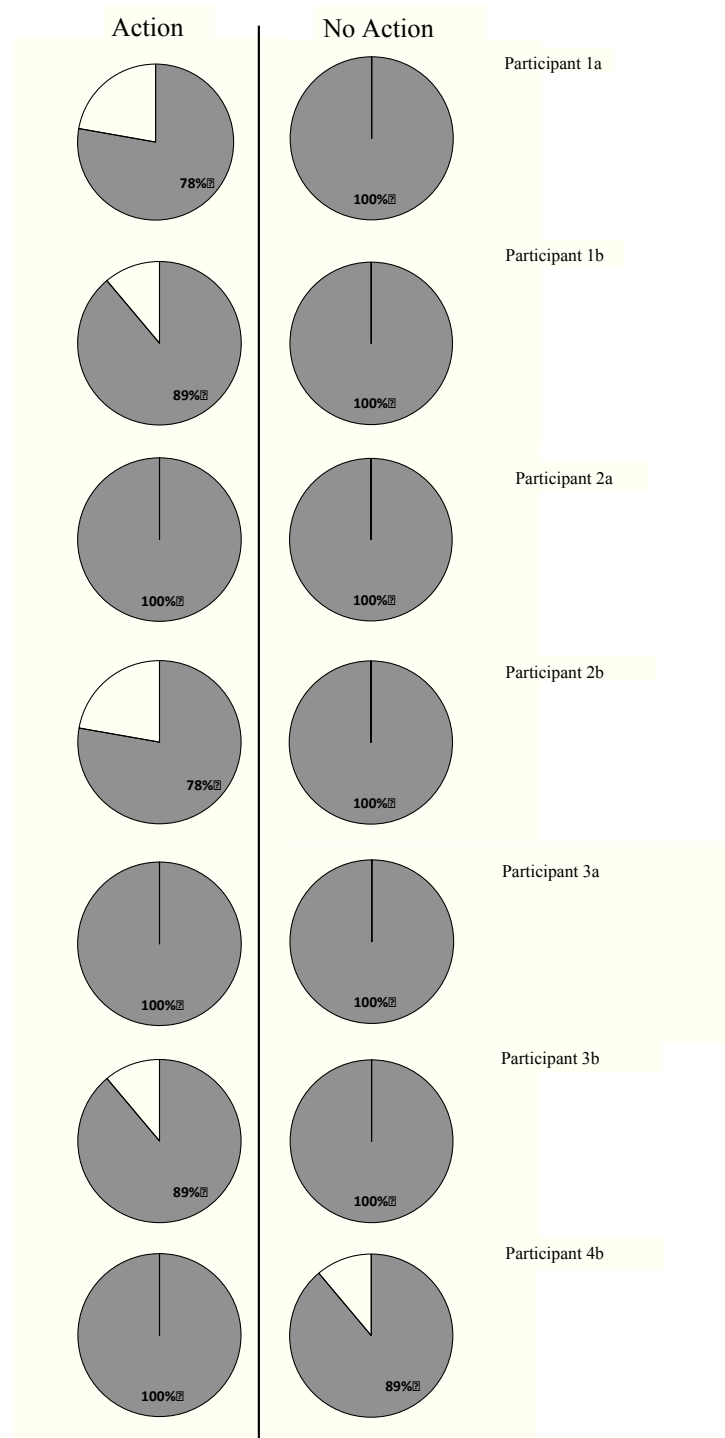 Action No Action
Participant 1a
78% 100%
Participant 1b
89% 100%
Participant 2a
100% 100%
Participant 2b
78% 100%
Participant 3a
100% 100%
Participant 3b
89% 100%
Participant 4b
100% 89%